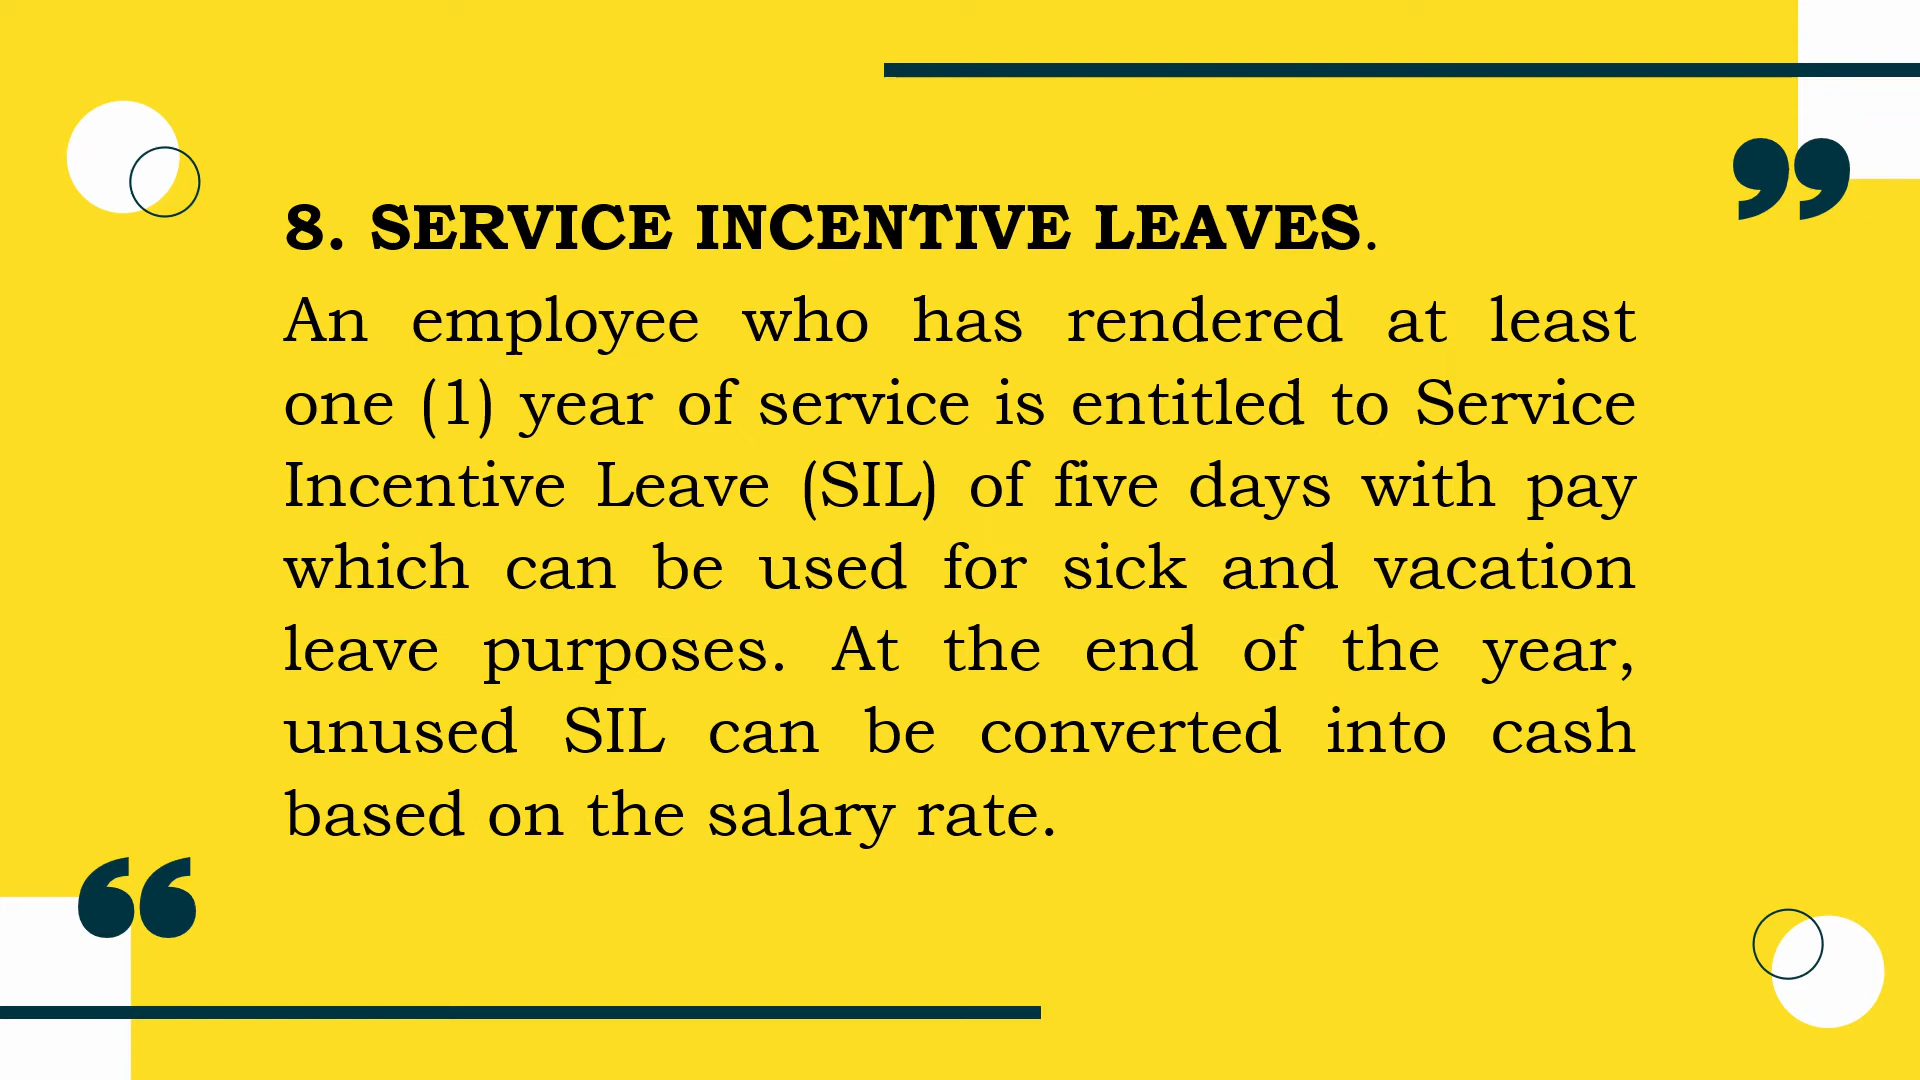 8. SERVICE INCENTIVE LEAVES.
An employee who has rendered at least
one (1) year of service is entitled to Service
Incentive Leave (SIL) of five days with pay
which can be used for sick and vacation
leave purposes. At the end of the year,
unused SIL can be converted into cash
based on the salary rate.